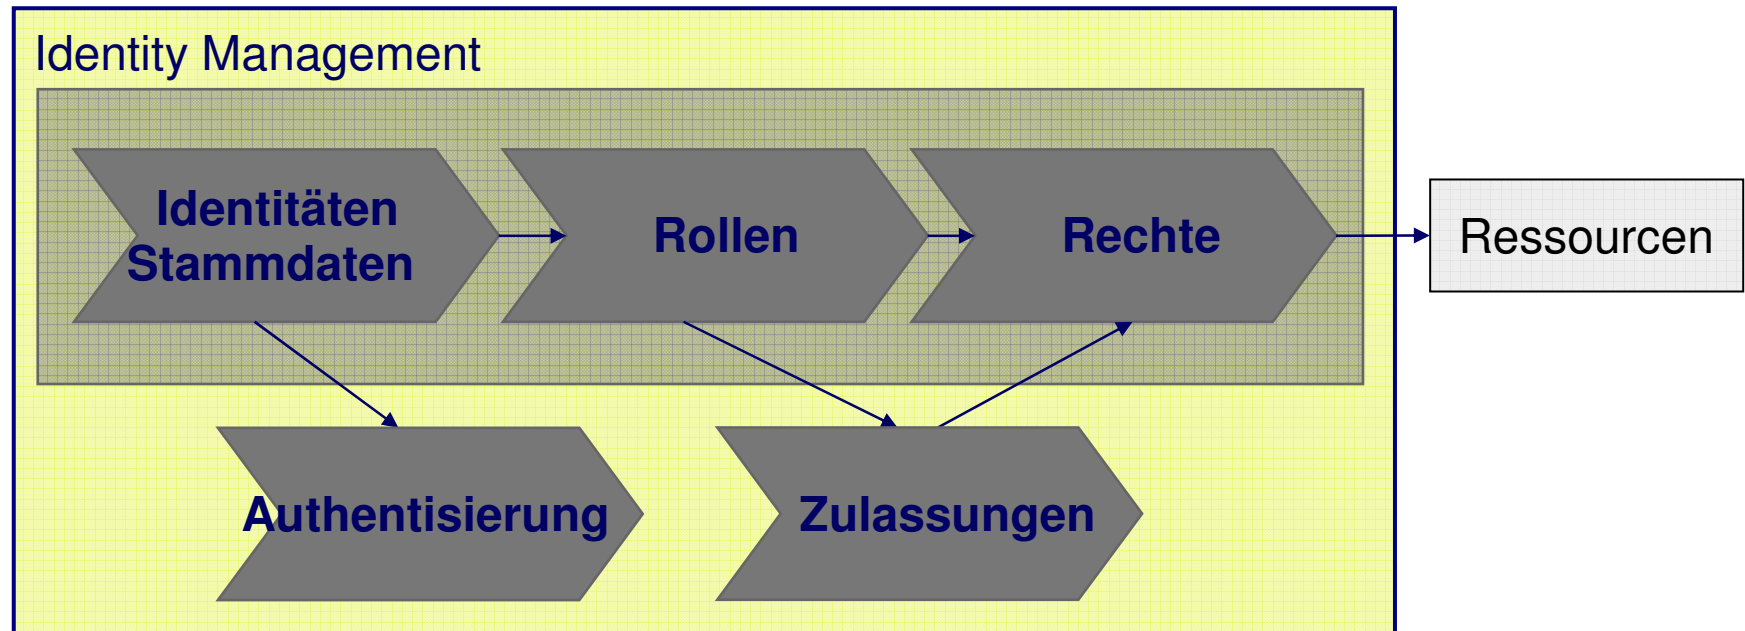 Identity Management
Identitäten
Stammdaten
Rollen
Rechte
Ressourcen
Authentisierung
Zulassungen